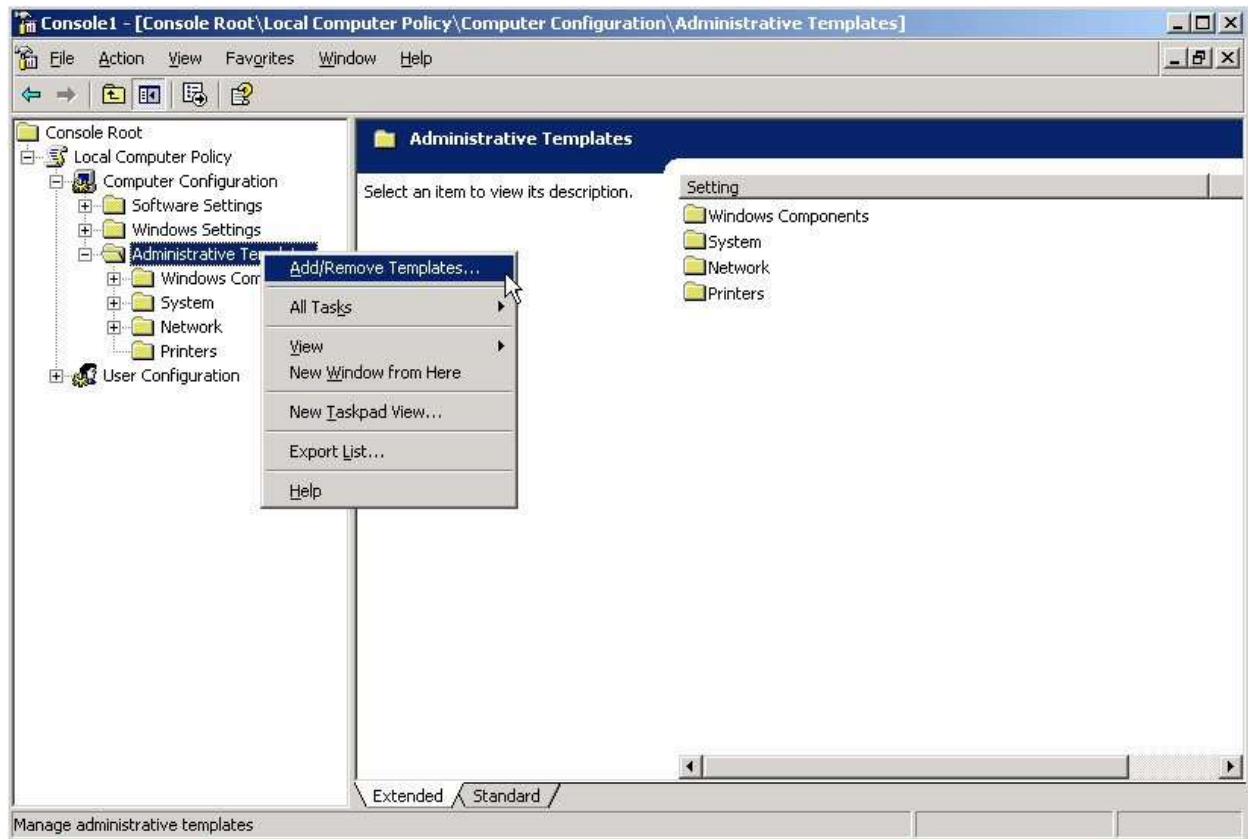 Console1 - [Console Root\Local Computer Policy\Computer Configuration\Administrative Templates]
File Action View Favorites Window Help
Console Root
Local Computer Policy
Computer Configuration
Software Settings
Windows Settings
Administrative
Windows
System
Network
Printers
User Configuration
Add/Remove Templates...
All Tasks
View
New Window from Here
New Taskpad View...
Export List...
Help
Administrative Templates
Select an item to view its description.
Setting
Windows Components
System
Network
Printers
Extended Standard
Manage administrative templates